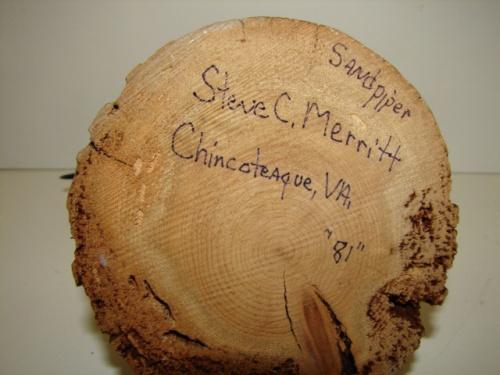 Sandpiper
Steve C. Merritt
Chincoteaque, VA.
"81"